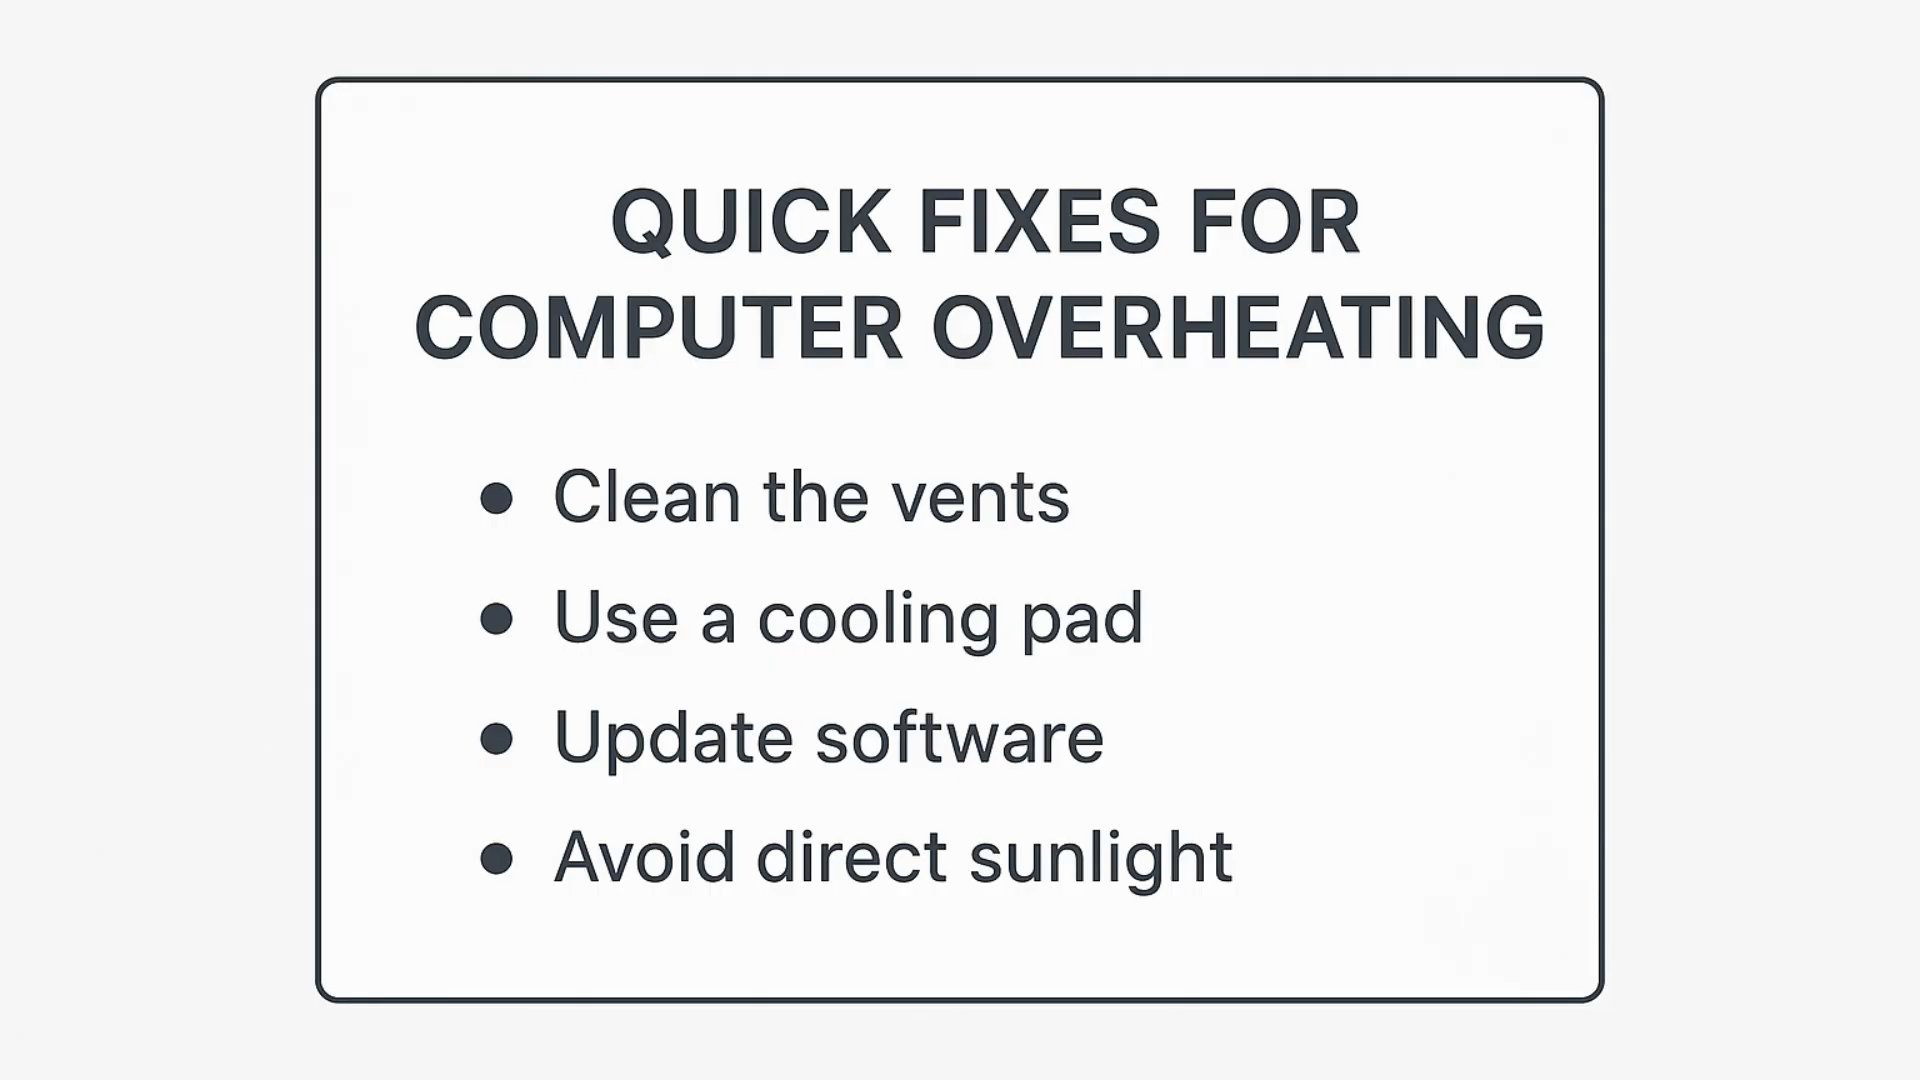 QUICK FIXES FOR
COMPUTER OVERHEATING
• Clean the vents
• Use a cooling pad
• Update software
• Avoid direct sunlight